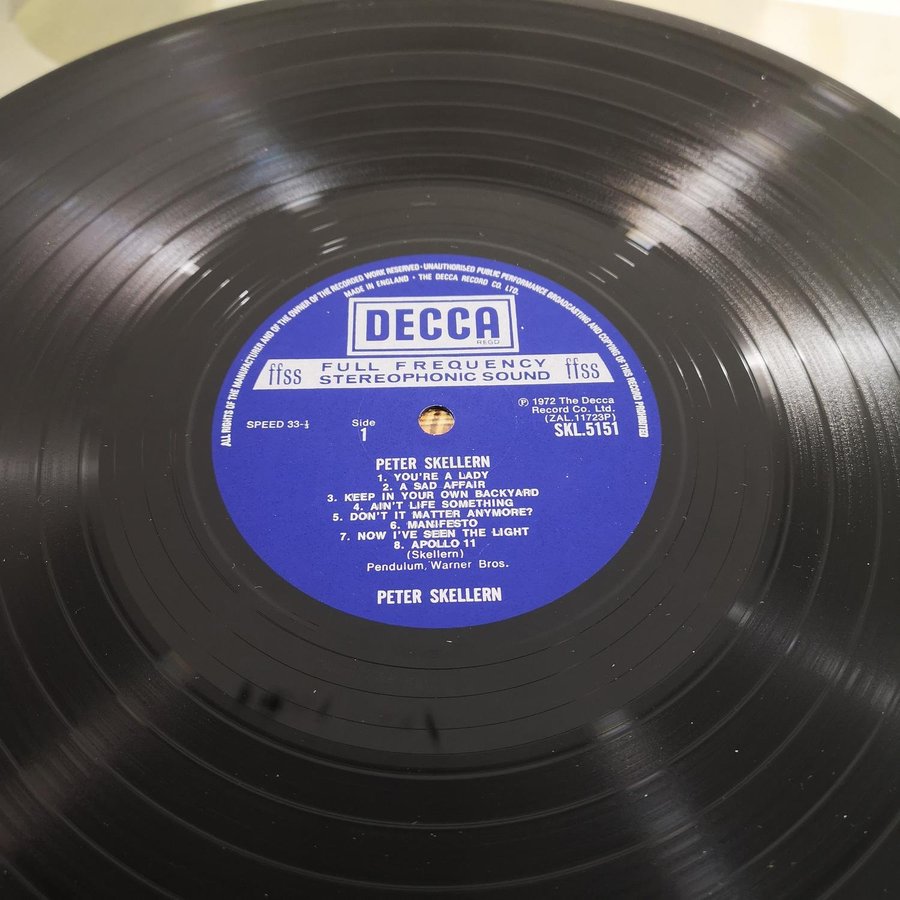 ALL RIGHTS OF THE MANUFACTURER AND OF THE OWNER OF THE RECORDED WORK RESERVED · UNAUTHORISED PUBLIC PERFORMANCE BROADCASTING AND COPYING OF THIS RECORD PROHIBITED
MADE IN ENGLAND · THE DECCA RECORD CO. LTD.
DECCA
REGD
ffss FULL FREQUENCY ffss
STEREOPHONIC SOUND
℗ 1972 The Decca
Record Co. Ltd.
(ZAL.11723P)
SKL.5151
SPEED 33-⅓
Side
1
PETER SKELLERN
1. YOU'RE A LADY
2. A SAD AFFAIR
3. KEEP IN YOUR OWN BACKYARD
4. AIN'T LIFE SOMETHING
5. DON'T IT MATTER ANYMORE?
6. MANIFESTO
7. NOW I'VE SEEN THE LIGHT
8. APOLLO 11
(Skellern)
Pendulum, Warner Bros.
PETER SKELLERN